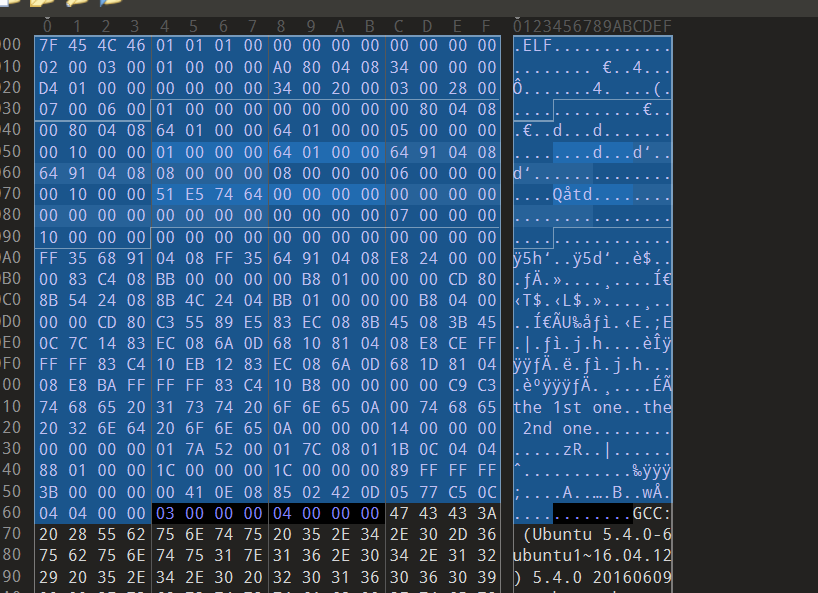 0 1 2 3 4 5 6 7 8 9 A B C D E F 0123456789ABCDEF
000 7F 45 4C 46 01 01 01 00 00 00 00 00 00 00 00 00 .ELF............
010 02 00 03 00 01 00 00 00 A0 80 04 08 34 00 00 00 ........ €..4...
020 D4 01 00 00 00 00 00 00 34 00 20 00 03 00 28 00 Ô.......4. ...(.
030 07 00 06 00 01 00 00 00 00 00 00 00 00 80 04 08 .............€..
040 00 80 04 08 64 01 00 00 64 01 00 00 05 00 00 00 .€..d...d.......
050 00 10 00 00 01 00 00 00 64 01 00 00 64 91 04 08 ........d...d‘..
060 64 91 04 08 08 00 00 00 08 00 00 00 06 00 00 00 d‘..............
070 00 10 00 00 51 E5 74 64 00 00 00 00 00 00 00 00 ....Qåtd........
080 00 00 00 00 00 00 00 00 00 00 00 00 07 00 00 00 ................
090 10 00 00 00 00 00 00 00 00 00 00 00 00 00 00 00 ................
0A0 FF 35 68 91 04 08 FF 35 64 91 04 08 E8 24 00 00 ÿ5h‘..ÿ5d‘..è$..
0B0 00 83 C4 08 BB 00 00 00 00 B8 01 00 00 00 CD 80 .ƒÄ.»....¸....Í€
0C0 8B 54 24 08 8B 4C 24 04 BB 01 00 00 00 B8 04 00 ‹T$.‹L$.»....¸..
0D0 00 00 CD 80 C3 55 89 E5 83 EC 08 8B 45 08 3B 45 ..Í€ÃU‰åƒì.‹E.;E
0E0 0C 7C 14 83 EC 08 6A 0D 68 10 81 04 08 E8 CE FF .|.ƒì.j.h....èÎÿ
0F0 FF FF 83 C4 10 EB 12 83 EC 08 6A 0D 68 1D 81 04 ÿÿƒÄ.ë.ƒì.j.h...
00 08 E8 BA FF FF FF 83 C4 10 B8 00 00 00 00 C9 C3 .èºÿÿÿƒÄ.¸....ÉÃ
10 74 68 65 20 31 73 74 20 6F 6E 65 0A 00 74 68 65 the 1st one..the
20 20 32 6E 64 20 6F 6E 65 0A 00 00 00 14 00 00 00 2nd one........
30 00 00 00 00 01 7A 52 00 01 7C 08 01 1B 0C 04 04 .....zR..|......
40 88 01 00 00 1C 00 00 00 1C 00 00 00 89 FF FF FF ˆ...........‰ÿÿÿ
50 3B 00 00 00 00 41 0E 08 85 02 42 0D 05 77 C5 0C ;....A..….B..wÅ.
60 04 04 00 00 03 00 00 00 04 00 00 00 47 43 43 3A ............GCC:
70 20 28 55 62 75 6E 74 75 20 35 2E 34 2E 30 2D 36 (Ubuntu 5.4.0-6
80 75 62 75 6E 74 75 31 7E 31 36 2E 30 34 2E 31 32 ubuntu1~16.04.12
90 29 20 35 2E 34 2E 30 20 32 30 31 36 30 36 30 39 ) 5.4.0 20160609